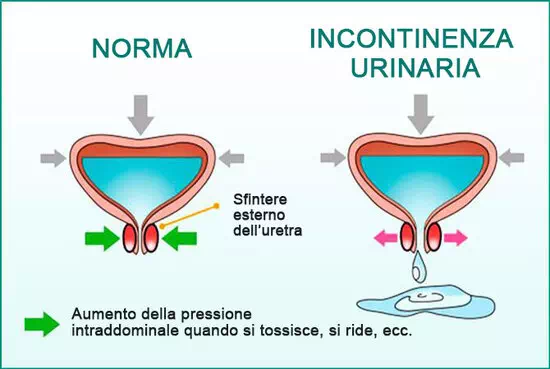 NORMA
INCONTINENZA
URINARIA
Sfintere
esterno
dell'uretra
Aumento della pressione
intraddominale quando si tossisce, si ride, ecc.